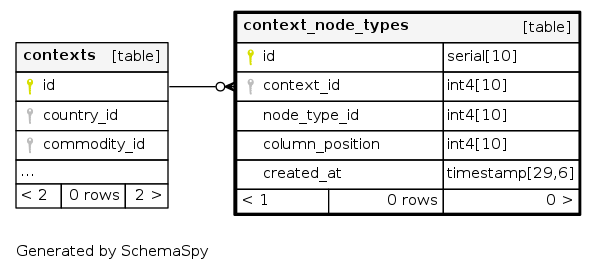 contexts [table]
id
country_id
commodity_id
...
< 2 0 rows 2 >
context_node_types [table]
id serial[10]
context_id int4[10]
node_type_id int4[10]
column_position int4[10]
created_at timestamp[29,6]
< 1 0 rows 0 >
Generated by SchemaSpy